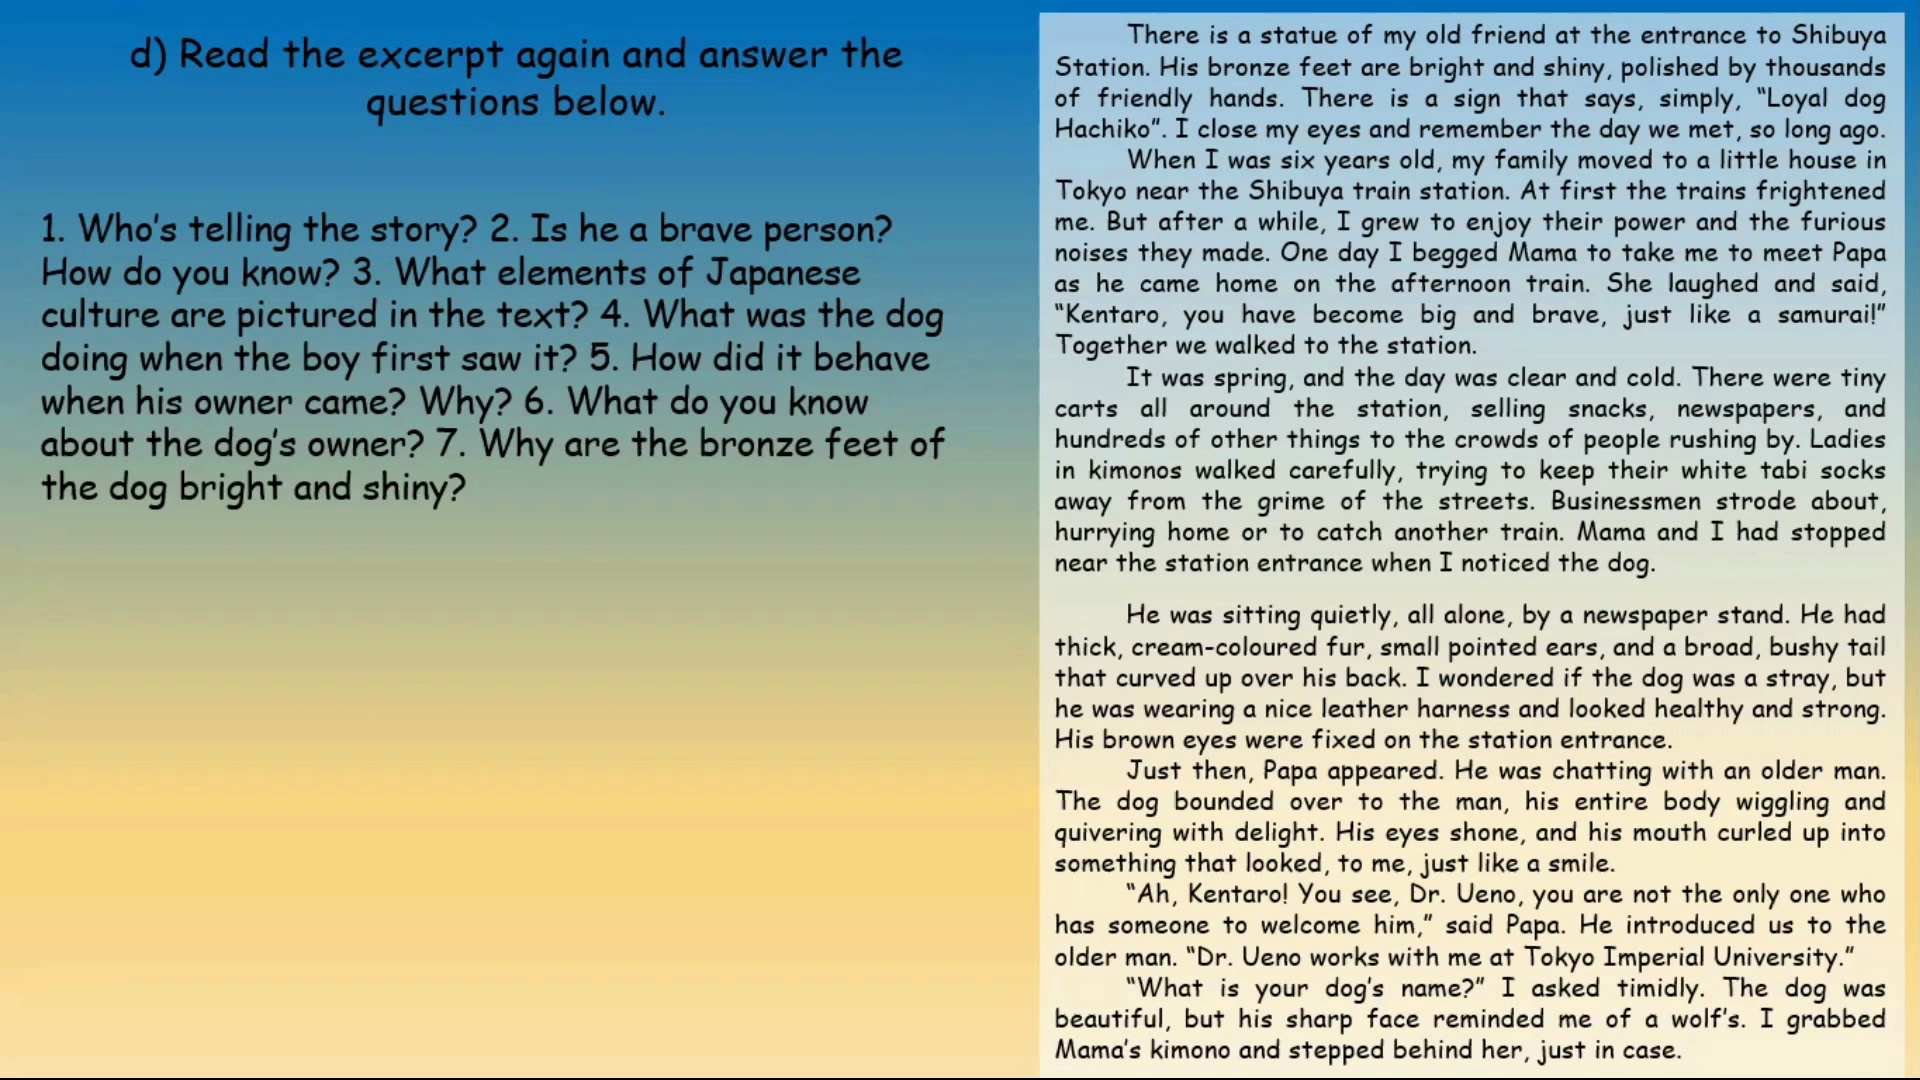 d) Read the excerpt again and answer the
questions below.
1. Who's telling the story? 2. Is he a brave person?
How do you know? 3. What elements of Japanese
culture are pictured in the text? 4. What was the dog
doing when the boy first saw it? 5. How did it behave
when his owner came? Why? 6. What do you know
about the dog's owner? 7. Why are the bronze feet of
the dog bright and shiny?
There is a statue of my old friend at the entrance to Shibuya
Station. His bronze feet are bright and shiny, polished by thousands
of friendly hands. There is a sign that says, simply, “Loyal dog
Hachiko”. I close my eyes and remember the day we met, so long ago.
When I was six years old, my family moved to a little house in
Tokyo near the Shibuya train station. At first the trains frightened
me. But after a while, I grew to enjoy their power and the furious
noises they made. One day I begged Mama to take me to meet Papa
as he came home on the afternoon train. She laughed and said,
“Kentaro, you have become big and brave, just like a samurai!”
Together we walked to the station.
It was spring, and the day was clear and cold. There were tiny
carts all around the station, selling snacks, newspapers, and
hundreds of other things to the crowds of people rushing by. Ladies
in kimonos walked carefully, trying to keep their white tabi socks
away from the grime of the streets. Businessmen strode about,
hurrying home or to catch another train. Mama and I had stopped
near the station entrance when I noticed the dog.
He was sitting quietly, all alone, by a newspaper stand. He had
thick, cream-coloured fur, small pointed ears, and a broad, bushy tail
that curved up over his back. I wondered if the dog was a stray, but
he was wearing a nice leather harness and looked healthy and strong.
His brown eyes were fixed on the station entrance.
Just then, Papa appeared. He was chatting with an older man.
The dog bounded over to the man, his entire body wiggling and
quivering with delight. His eyes shone, and his mouth curled up into
something that looked, to me, just like a smile.
“Ah, Kentaro! You see, Dr. Ueno, you are not the only one who
has someone to welcome him,” said Papa. He introduced us to the
older man. “Dr. Ueno works with me at Tokyo Imperial University.”
“What is your dog's name?” I asked timidly. The dog was
beautiful, but his sharp face reminded me of a wolf's. I grabbed
Mama's kimono and stepped behind her, just in case.